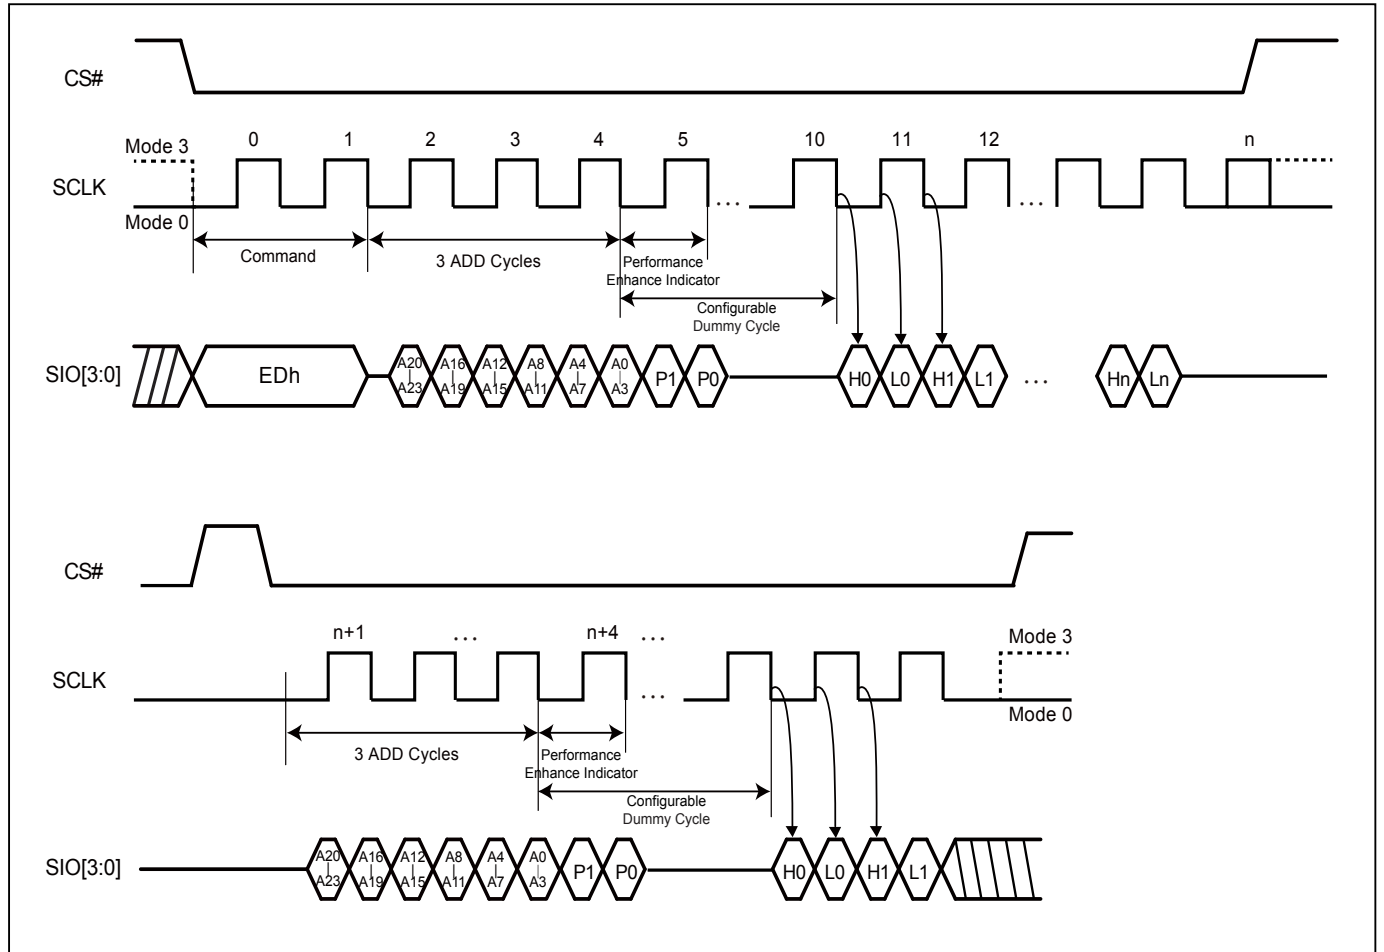 CS#
0 1 2 3 4 5 10 11 12 n
Mode 3
SCLK
... ...
Mode 0
Command
3 ADD Cycles
Performance
Enhance Indicator
Configurable
Dummy Cycle
SIO[3:0]
EDh
A20 A16 A12 A8 A4 A0
A23 A19 A15 A11 A7 A3
P1 P0 H0 L0 H1 L1 ... Hn Ln
CS#
n+1 ... n+4 ...
Mode 3
SCLK
...
Mode 0
3 ADD Cycles
Performance
Enhance Indicator
Configurable
Dummy Cycle
SIO[3:0]
A20 A16 A12 A8 A4 A0
A23 A19 A15 A11 A7 A3
P1 P0 H0 L0 H1 L1